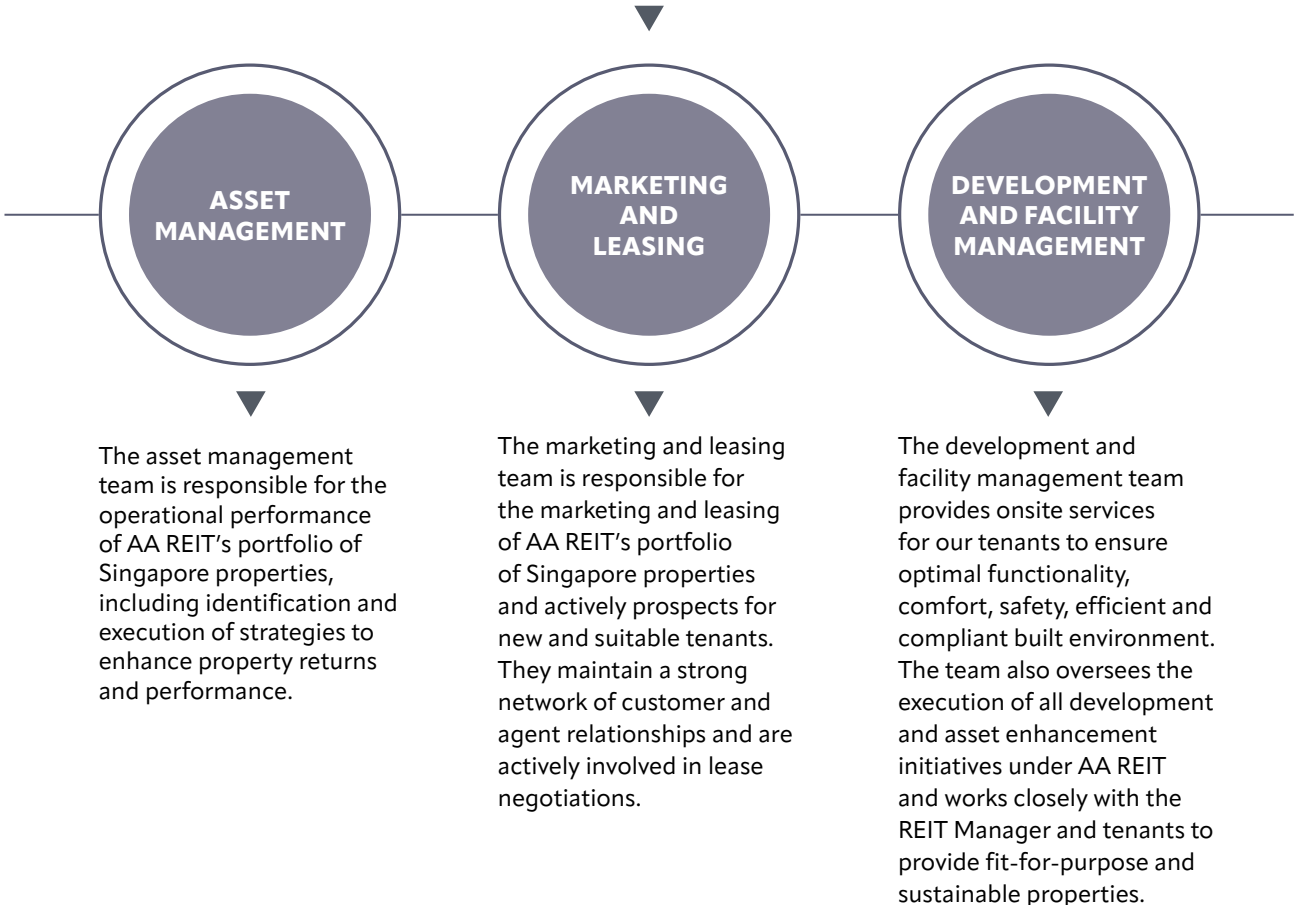 ASSET
MANAGEMENT
The asset management
team is responsible for the
operational performance
of AA REIT's portfolio of
Singapore properties,
including identification and
execution of strategies to
enhance property returns
and performance.
MARKETING
AND
LEASING
The marketing and leasing
team is responsible for
the marketing and leasing
of AA REIT's portfolio
of Singapore properties
and actively prospects for
new and suitable tenants.
They maintain a strong
network of customer and
agent relationships and are
actively involved in lease
negotiations.
DEVELOPMENT
AND FACILITY
MANAGEMENT
The development and
facility management team
provides onsite services
for our tenants to ensure
optimal functionality,
comfort, safety, efficient and
compliant built environment.
The team also oversees the
execution of all development
and asset enhancement
initiatives under AA REIT
and works closely with the
REIT Manager and tenants to
provide fit-for-purpose and
sustainable properties.